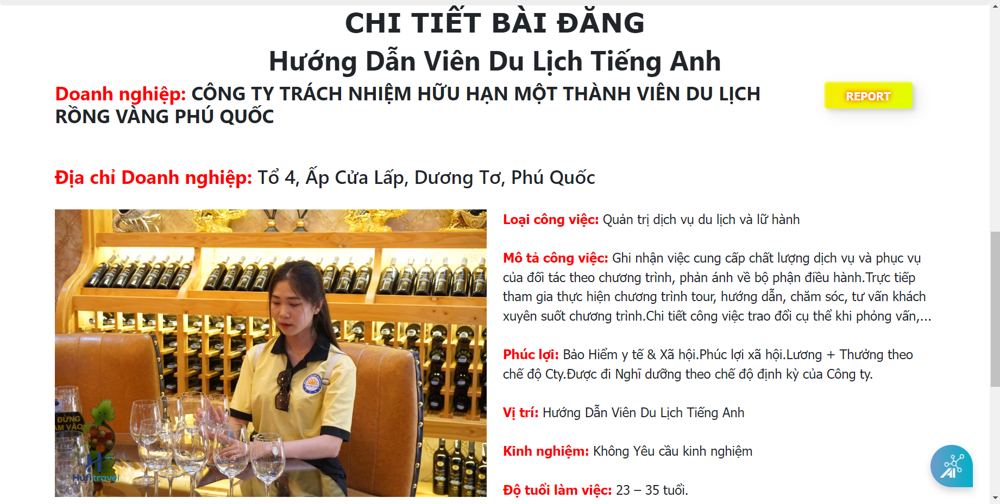 CHI TIẾT BÀI ĐĂNG
Hướng Dẫn Viên Du Lịch Tiếng Anh
Doanh nghiệp: CÔNG TY TRÁCH NHIỆM HỮU HẠN MỘT THÀNH VIÊN DU LỊCH
RỒNG VÀNG PHÚ QUỐC
REPORT
Địa chỉ Doanh nghiệp: Tổ 4, Ấp Cửa Lấp, Dương Tơ, Phú Quốc
ĐỪNG
VÀO
Hufitravel
Loại công việc: Quản trị dịch vụ du lịch và lữ hành
Mô tả công việc: Ghi nhận việc cung cấp chất lượng dịch vụ và phục vụ
của đối tác theo chương trình, phản ánh về bộ phận điều hành.Trực tiếp
tham gia thực hiện chương trình tour, hướng dẫn, chăm sóc, tư vấn khách
xuyên suốt chương trình.Chi tiết công việc trao đổi cụ thể khi phỏng vấn,...
Phúc lợi: Bảo Hiểm y tế & Xã hội.Phúc lợi xã hội.Lương + Thưởng theo
chế độ Cty.Được đi Nghĩ dưỡng theo chế độ định kỳ của Công ty.
Vị trí: Hướng Dẫn Viên Du Lịch Tiếng Anh
Kinh nghiệm: Không Yêu cầu kinh nghiệm
Độ tuổi làm việc: 23 – 35 tuổi.
AI